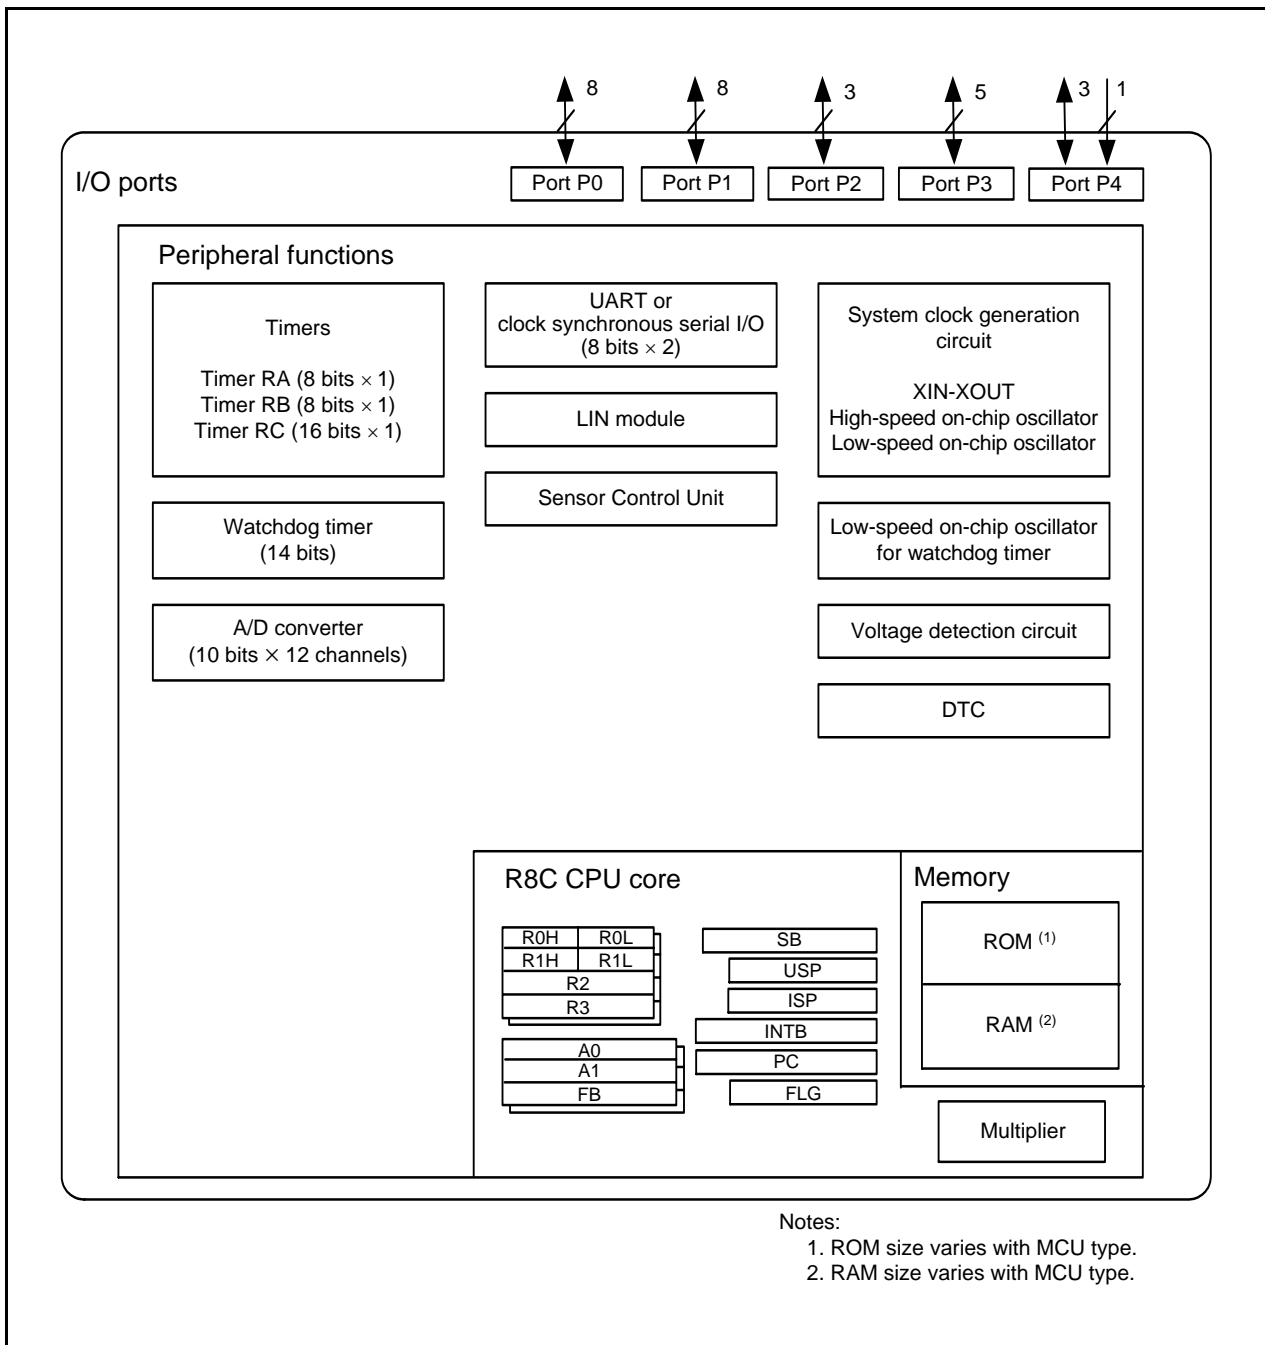 8 8 3 5 3 1
I/O ports
Port P0 Port P1 Port P2 Port P3 Port P4
Peripheral functions
Timers
Timer RA (8 bits × 1)
Timer RB (8 bits × 1)
Timer RC (16 bits × 1)
Watchdog timer
(14 bits)
A/D converter
(10 bits × 12 channels)
UART or
clock synchronous serial I/O
(8 bits × 2)
LIN module
Sensor Control Unit
System clock generation
circuit
XIN-XOUT
High-speed on-chip oscillator
Low-speed on-chip oscillator
Low-speed on-chip oscillator
for watchdog timer
Voltage detection circuit
DTC
R8C CPU core
R0H R0L
R1H R1L
R2
R3
A0
A1
FB
SB
USP
ISP
INTB
PC
FLG
Memory
ROM (1)
RAM (2)
Multiplier
Notes:
1. ROM size varies with MCU type.
2. RAM size varies with MCU type.